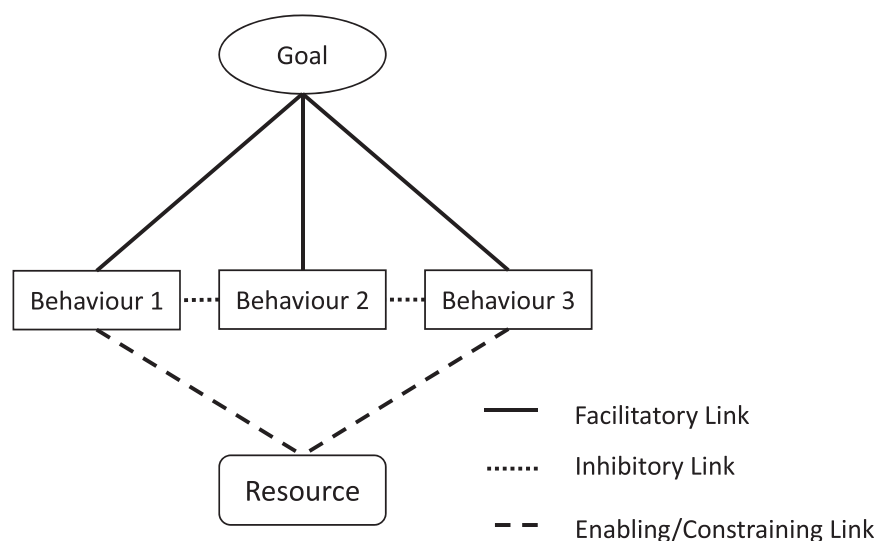 Goal
Behaviour 1
Behaviour 2
Behaviour 3
Resource
Facilitatory Link
Inhibitory Link
Enabling/Constraining Link